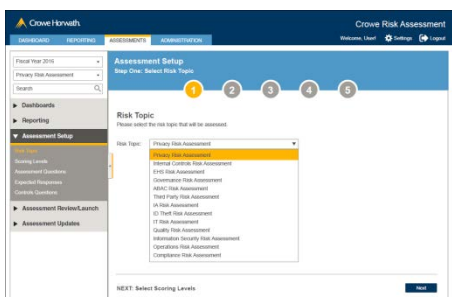 Crowe Horwath.
Crowe Risk Assessment
DASHBOARD REPORTING ASSESSMENTS ADMINISTRATION
Welcome, User! Settings Logout
Fiscal Year 2015
Privacy Risk Assessment
Search
Dashboards
Reporting
Assessment Setup
Risk Topic
Scoring Levels
Assessment Questions
Expected Responses
Controls Questions
Assessment Review/Launch
Assessment Updates
Assessment Setup
Step One: Select Risk Topic
1 2 3 4 5
Risk Topic
Please select the risk topic that will be assessed.
Risk Type: Privacy Risk Assessment
Privacy Risk Assessment
Internal Controls Risk Assessment
EHS Risk Assessment
Governance Risk Assessment
ABAC Risk Assessment
Third Party Risk Assessment
IA Risk Assessment
ID Theft Risk Assessment
IT Risk Assessment
Quality Risk Assessment
Information Security Risk Assessment
Operations Risk Assessment
Compliance Risk Assessment
NEXT: Select Scoring Levels
Next